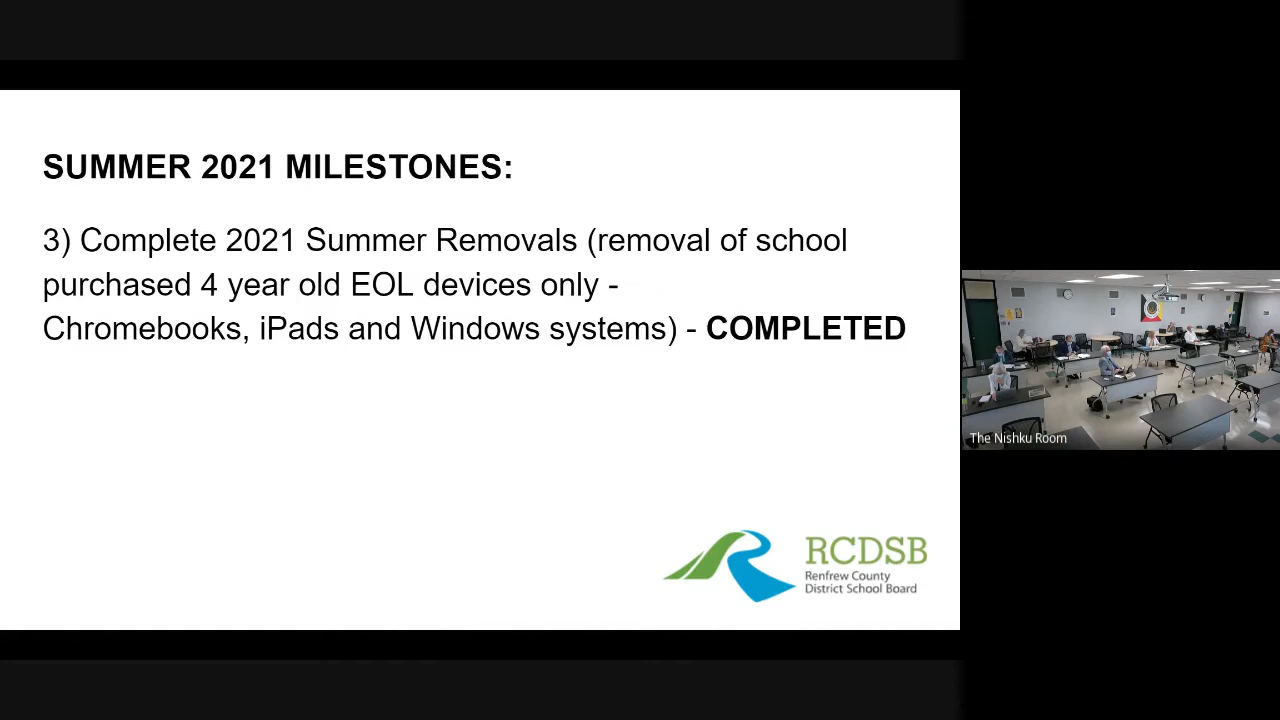 SUMMER 2021 MILESTONES:
3) Complete 2021 Summer Removals (removal of school
purchased 4 year old EOL devices only -
Chromebooks, iPads and Windows systems) - COMPLETED
RCDSB
Renfrew County
District School Board
The Nishku Room